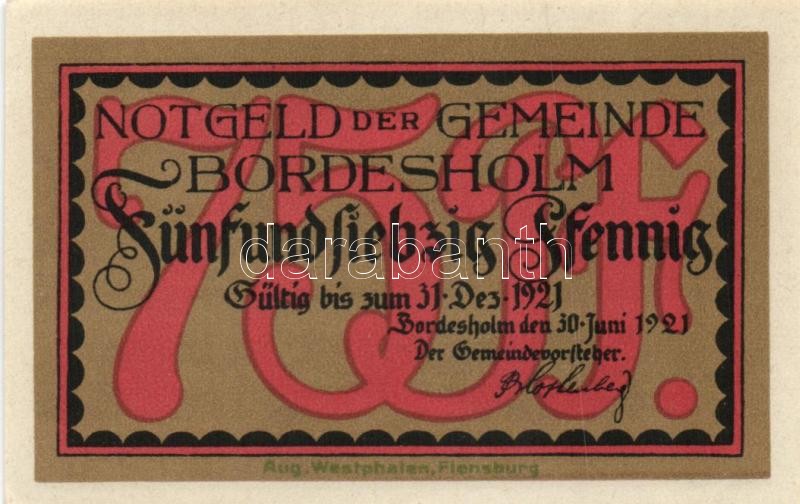 75 Pf.
NOTGELD DER GEMEINDE
BORDESHOLM
Fünfundsiebzig Pfennig
darabanth
Gültig bis zum 31·Dez·1921
Bordesholm den 30·Juni 1921
Der Gemeindevorsteher.
Aug. Westphalen, Flensburg